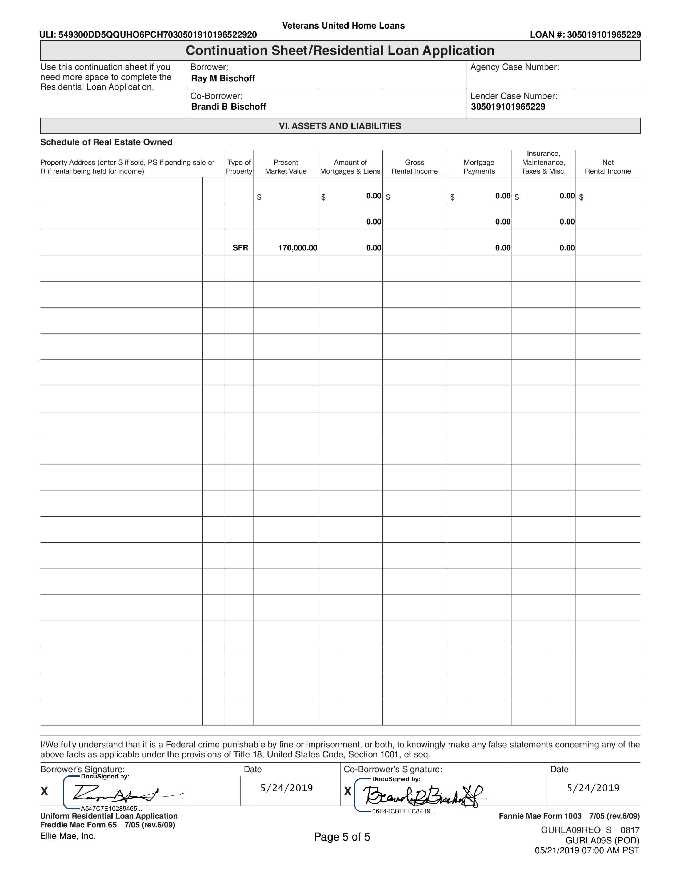 Veterans United Home Loans
ULI: 549300DD5QQUHO6PCH7030501910196522920 LOAN #: 305019101965229
Continuation Sheet/Residential Loan Application
Use this continuation sheet if you
need more space to complete the
Residential Loan Application.
Borrower:
Ray M Bischoff
Agency Case Number:
Co-Borrower:
Brandi B Bischoff
Lender Case Number:
305019101965229
VI. ASSETS AND LIABILITIES
Schedule of Real Estate Owned
Property Address (enter S if sold, PS if pending sale or
R if rental being held for income)
Type of
Property
Present
Market Value
Amount of
Mortgages & Liens
Gross
Rental Income
Mortgage
Payments
Insurance,
Maintenance,
Taxes & Misc.
Net
Rental Income
$ $ 0.00 $ $ 0.00 $ 0.00 $
0.00 0.00 0.00
SFR 170,000.00 0.00 0.00 0.00
I/We fully understand that it is a Federal crime punishable by fine or imprisonment, or both, to knowingly make any false statements concerning any of the
above facts as applicable under the provisions of Title 18, United States Code, Section 1001, et seq.
Borrower's Signature:
DocuSigned by:
X
Date
5/24/2019
Co-Borrower's Signature:
DocuSigned by:
X
Date
5/24/2019
Uniform Residential Loan Application
Freddie Mac Form 65 7/05 (rev.6/09)
Fannie Mae Form 1003 7/05 (rev.6/09)
Ellie Mae, Inc.
Page 5 of 5
GURLA09REO_S 0817
GURLA09S (POD)
05/21/2019 07:00 AM PST